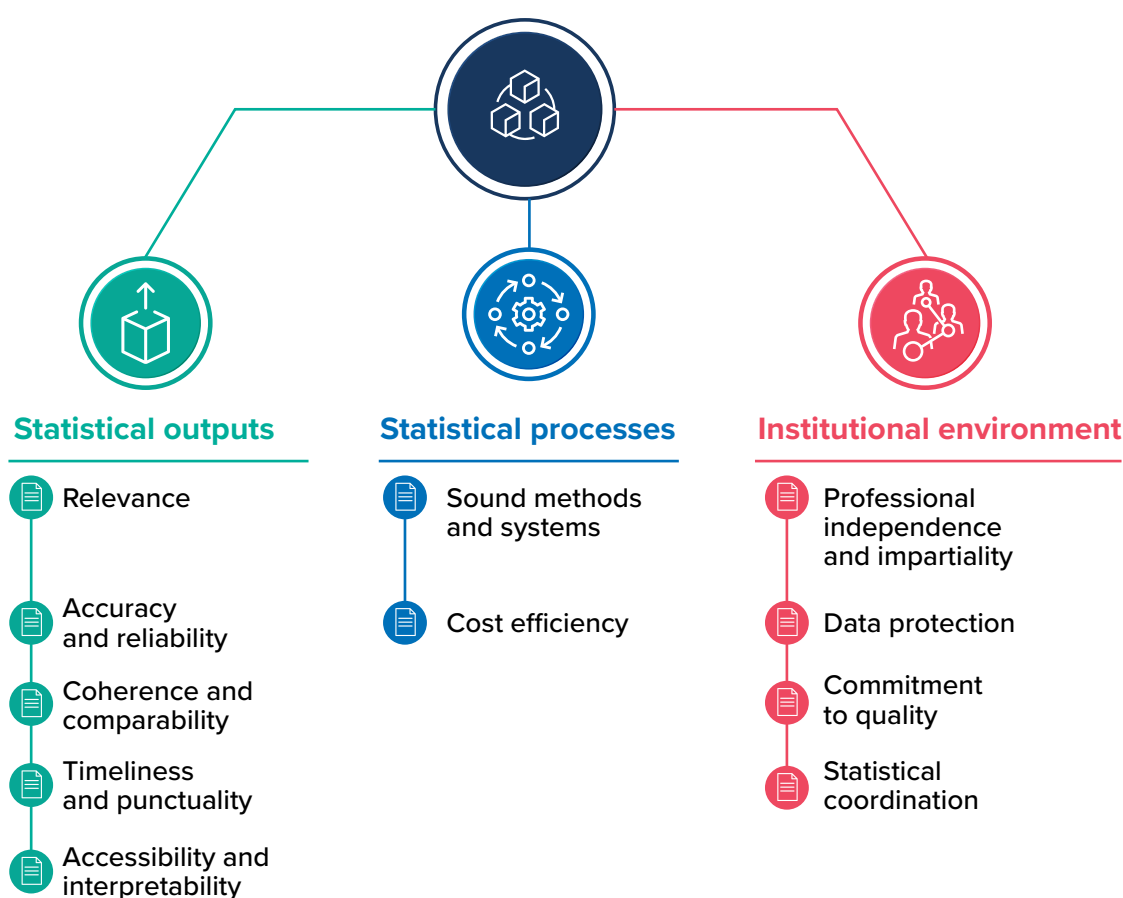 Statistical outputs
Relevance
Accuracy
and reliability
Coherence and
comparability
Timeliness
and punctuality
Accessibility and
interpretability
Statistical processes
Sound methods
and systems
Cost efficiency
Institutional environment
Professional
independence
and impartiality
Data protection
Commitment
to quality
Statistical
coordination